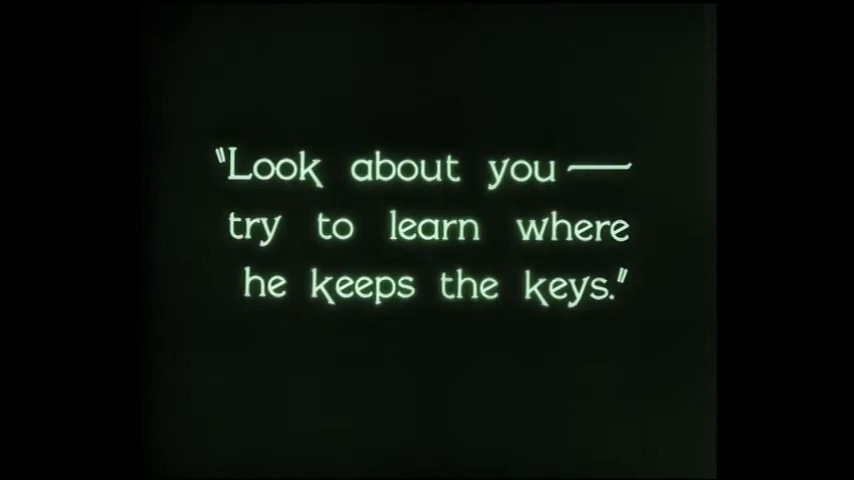 "Look about you —
try to learn where
he keeps the keys."